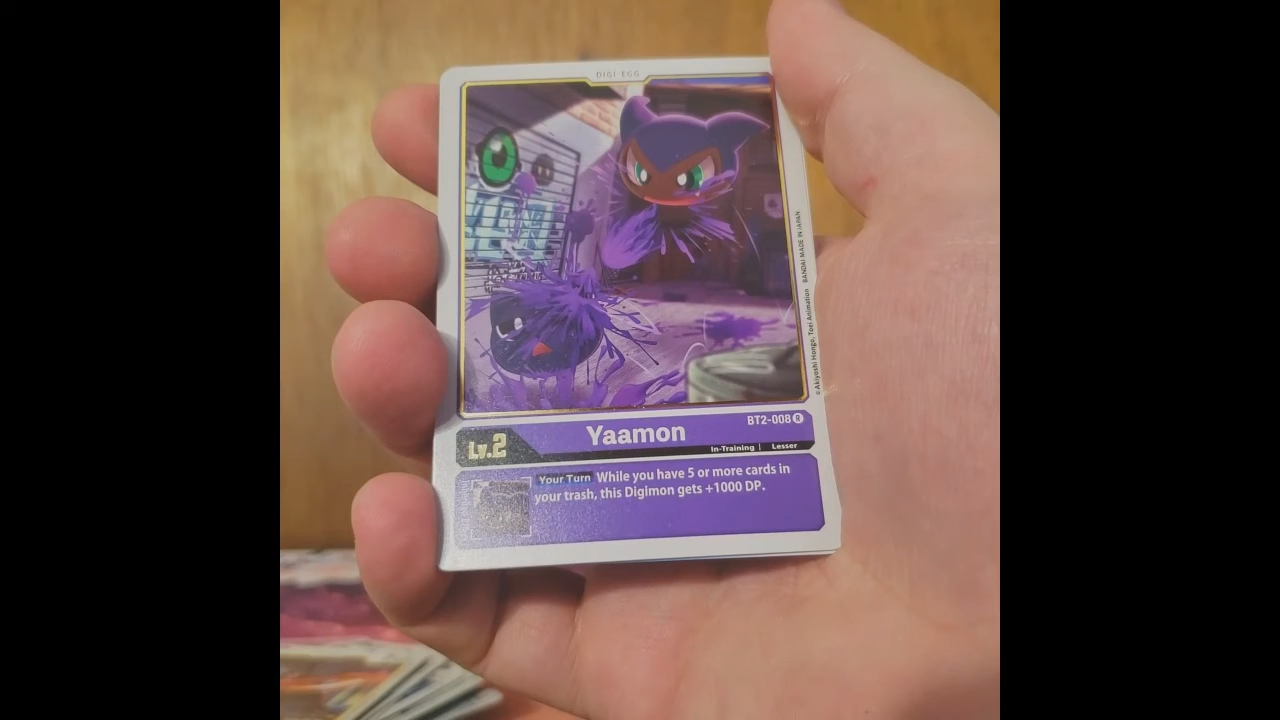 DIGI-EGG
© Akiyoshi Hongo, Toei Animation BANDAI MADE IN JAPAN
BT2-008 R
Lv.2
Yaamon
In-Training | Lesser
Your Turn While you have 5 or more cards in
your trash, this Digimon gets +1000 DP.